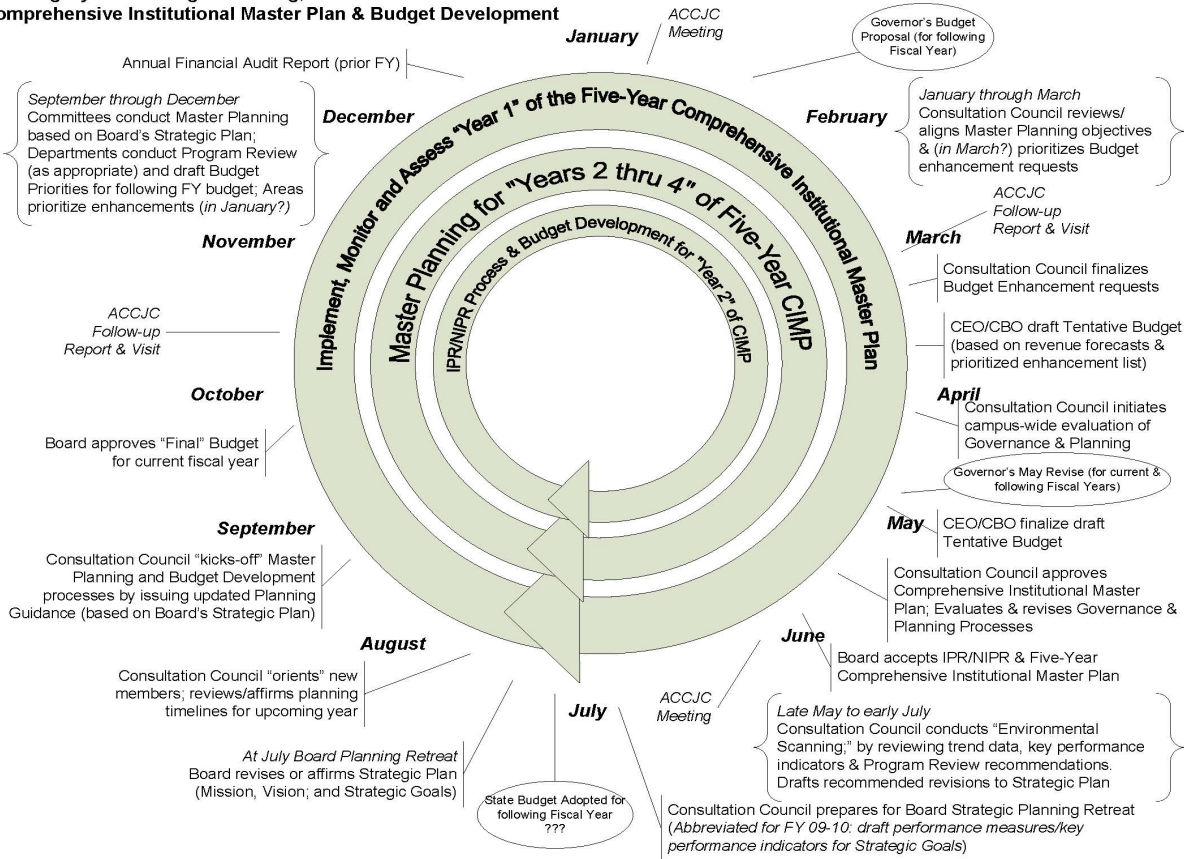 Comprehensive Institutional Master Plan & Budget Development
January
ACCJC
Meeting
Governor's Budget
Proposal (for following
Fiscal Year)
Annual Financial Audit Report (prior FY)
December
September through December
Committees conduct Master Planning
based on Board's Strategic Plan;
Departments conduct Program Review
(as appropriate) and draft Budget
Priorities for following FY budget; Areas
prioritize enhancements (in January?)
February
January through March
Consultation Council reviews/
aligns Master Planning objectives
& (in March?) prioritizes Budget
enhancement requests
Implement, Monitor and Assess "Year 1" of the Five-Year Comprehensive Institutional Master Plan
Master Planning for "Years 2 thru 4" of Five-Year CIMP
IPR/NIPR Process & Budget Development for "Year 2" of CIMP
ACCJC
Follow-up
Report & Visit
March
Consultation Council finalizes
Budget Enhancement requests
CEO/CBO draft Tentative Budget
(based on revenue forecasts &
prioritized enhancement list)
April
Consultation Council initiates
campus-wide evaluation of
Governance & Planning
Governor's May Revise (for current &
following Fiscal Years)
May
CEO/CBO finalize draft
Tentative Budget
Consultation Council approves
Comprehensive Institutional Master
Plan; Evaluates & revises Governance &
Planning Processes
June
Board accepts IPR/NIPR & Five-Year
Comprehensive Institutional Master Plan
ACCJC
Meeting
Late May to early July
Consultation Council conducts "Environmental
Scanning;" by reviewing trend data, key performance
indicators & Program Review recommendations.
Drafts recommended revisions to Strategic Plan
July
Consultation Council prepares for Board Strategic Planning Retreat
(Abbreviated for FY 09-10: draft performance measures/key
performance indicators for Strategic Goals)
State Budget Adopted for
following Fiscal Year
???
At July Board Planning Retreat
Board revises or affirms Strategic Plan
(Mission, Vision; and Strategic Goals)
August
Consultation Council "orients" new
members; reviews/affirms planning
timelines for upcoming year
September
Consultation Council "kicks-off" Master
Planning and Budget Development
processes by issuing updated Planning
Guidance (based on Board's Strategic Plan)
October
Board approves "Final" Budget
for current fiscal year
November
ACCJC
Follow-up
Report & Visit